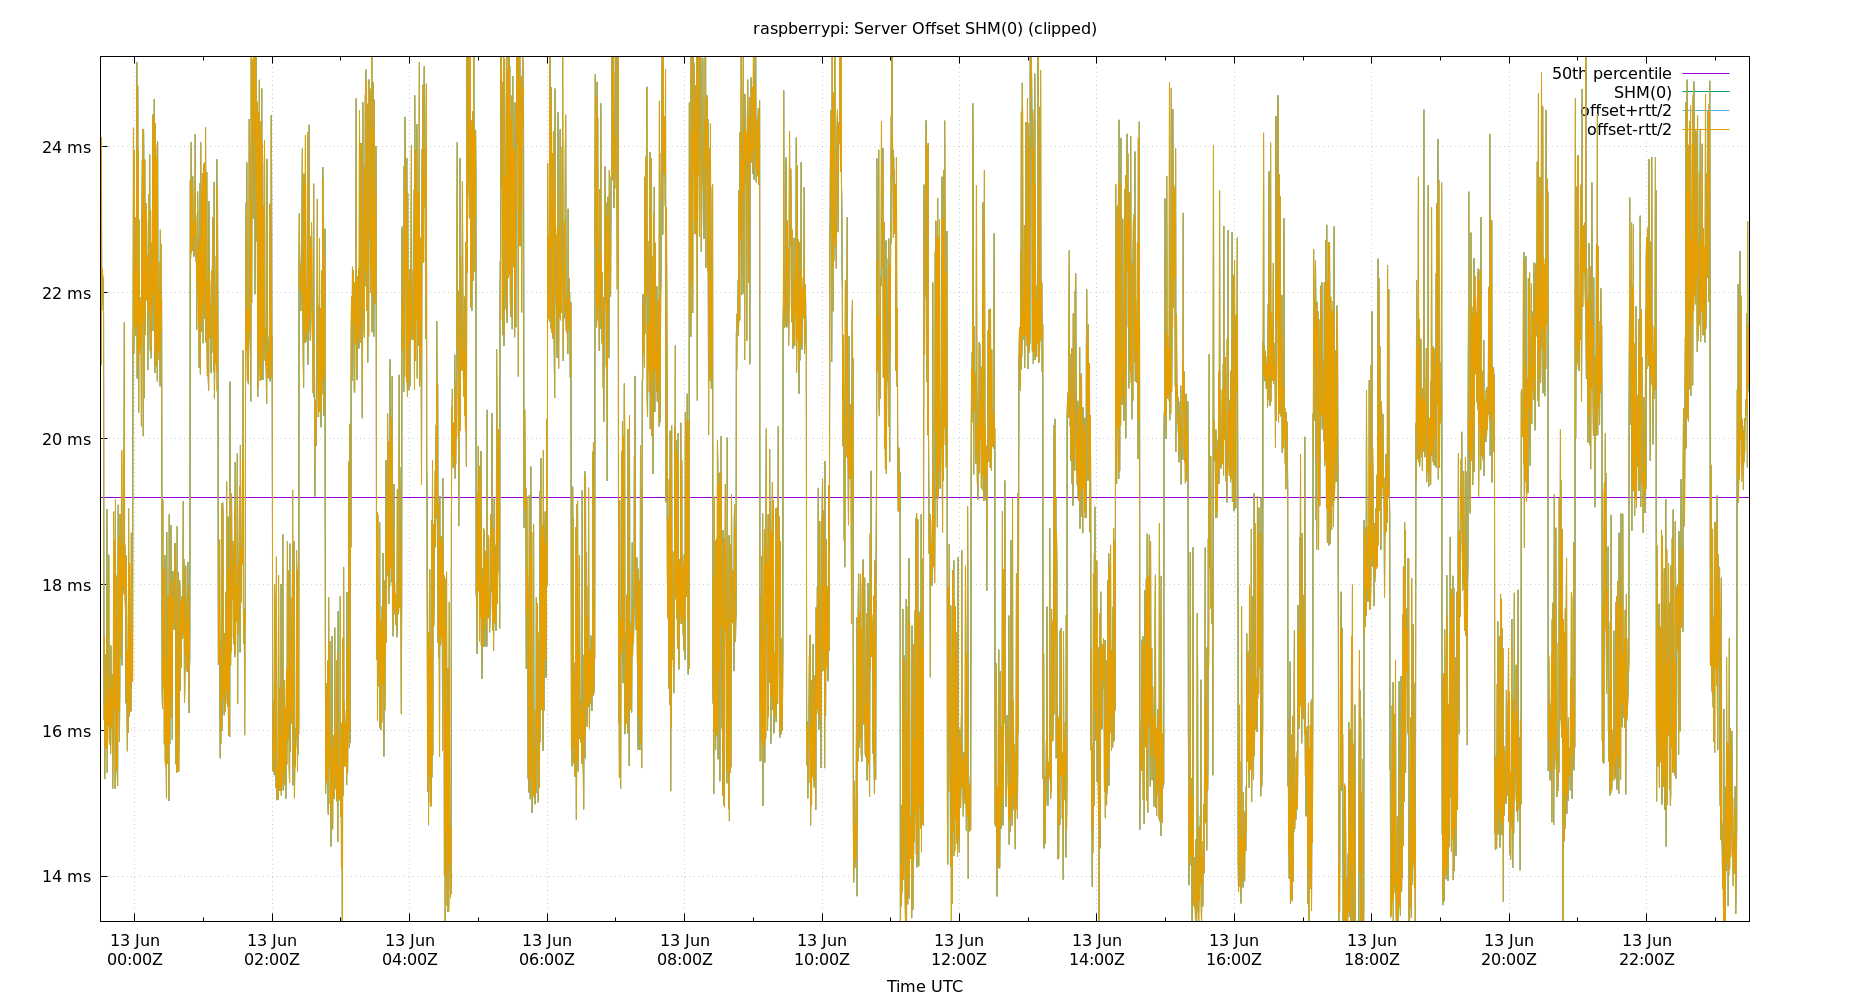 raspberrypi: Server Offset SHM(0) (clipped)
50th percentile
SHM(0)
offset+rtt/2
offset-rtt/2
24 ms
22 ms
20 ms
18 ms
16 ms
14 ms
13 Jun 13 Jun 13 Jun 13 Jun 13 Jun 13 Jun 13 Jun 13 Jun 13 Jun 13 Jun 13 Jun 13 Jun
00:00Z 02:00Z 04:00Z 06:00Z 08:00Z 10:00Z 12:00Z 14:00Z 16:00Z 18:00Z 20:00Z 22:00Z
Time UTC